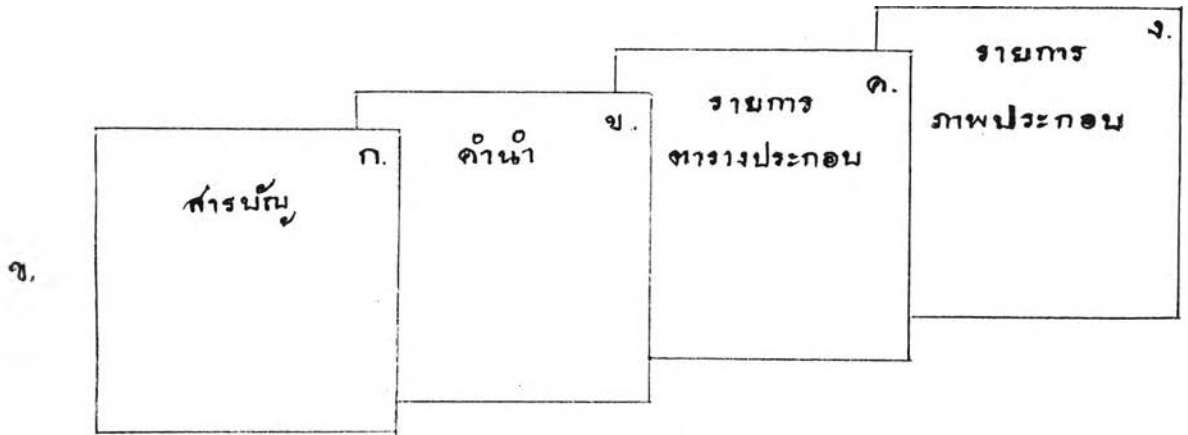 ข.
ก.
สารบัญ
ข.
คำนำ
ค.
รายการ
ตารางประกอบ
ง.
รายการ
ภาพประกอบ